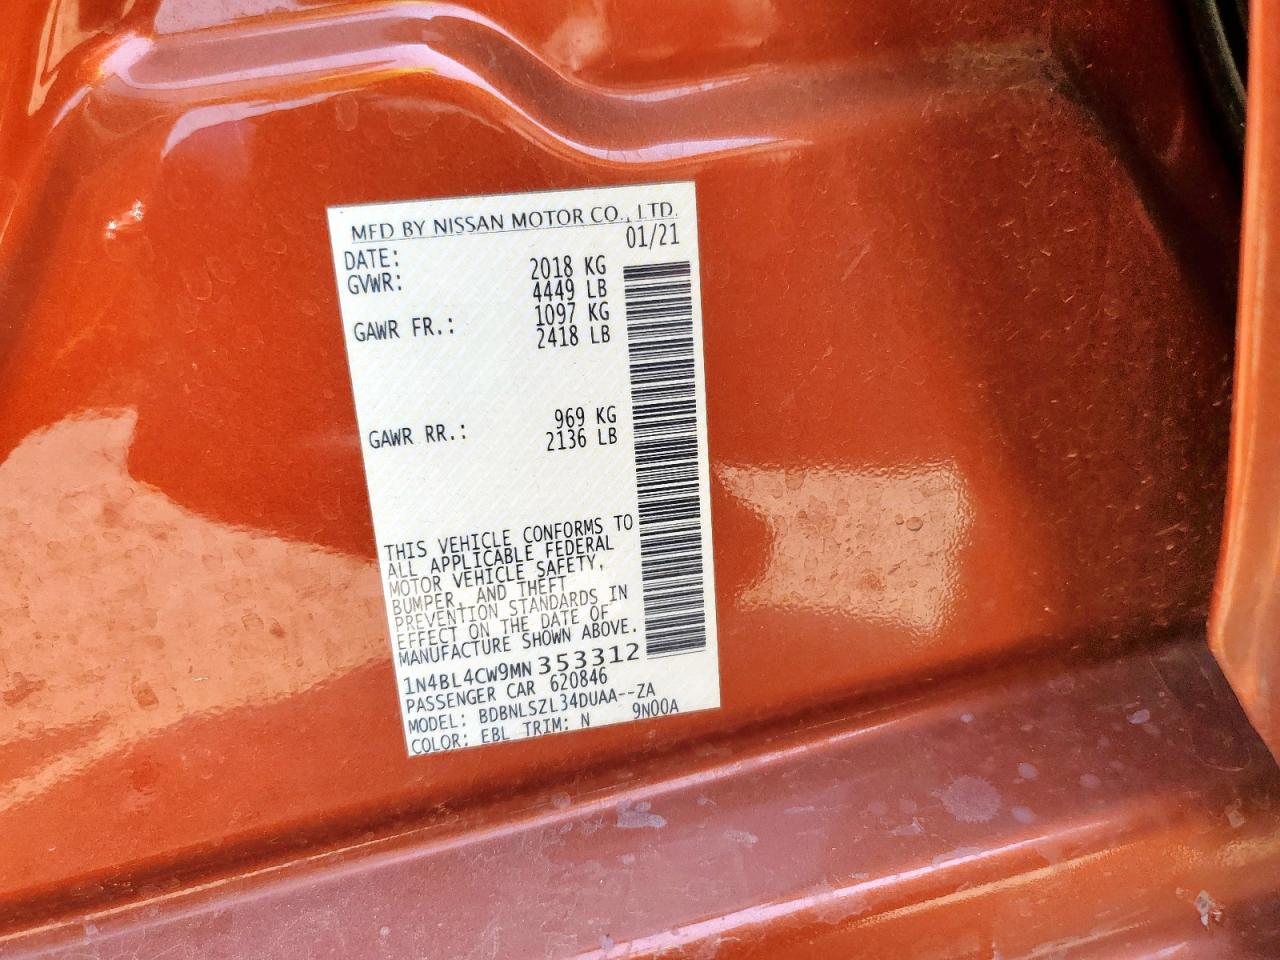 MFD BY NISSAN MOTOR CO., LTD.
DATE: 01/21
GVWR: 2018 KG
4449 LB
GAWR FR.: 1097 KG
2418 LB
GAWR RR.: 969 KG
2136 LB
THIS VEHICLE CONFORMS TO
ALL APPLICABLE FEDERAL
MOTOR VEHICLE SAFETY,
BUMPER, AND THEFT
PREVENTION STANDARDS IN
EFFECT ON THE DATE OF
MANUFACTURE SHOWN ABOVE.
1N4BL4CW9MN353312
PASSENGER CAR 620846
MODEL: BDBNLSZL34DUAA--ZA
COLOR: EBL TRIM: N 9N00A